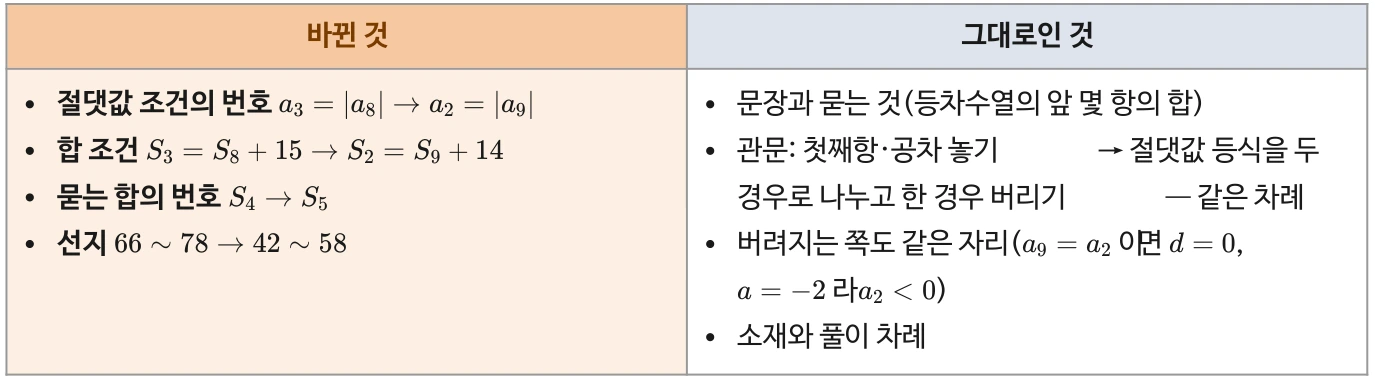 바뀐 것
• 절댓값 조건의 번호 a₃ = |a₈| → a₂ = |a₉|
• 합 조건 S₃ = S₈ + 15 → S₂ = S₉ + 14
• 묻는 합의 번호 S₄ → S₅
• 선지 66 ∼ 78 → 42 ∼ 58
그대로인 것
• 문장과 묻는 것(등차수열의 앞 몇 항의 합)
• 관문: 첫째항·공차 놓기 → 절댓값 등식을 두
경우로 나누고 한 경우 버리기 — 같은 차례
• 버려지는 쪽도 같은 자리(a₉ = a₂ 이면 d = 0,
a = −2 라a₂ < 0)
• 소재와 풀이 차례